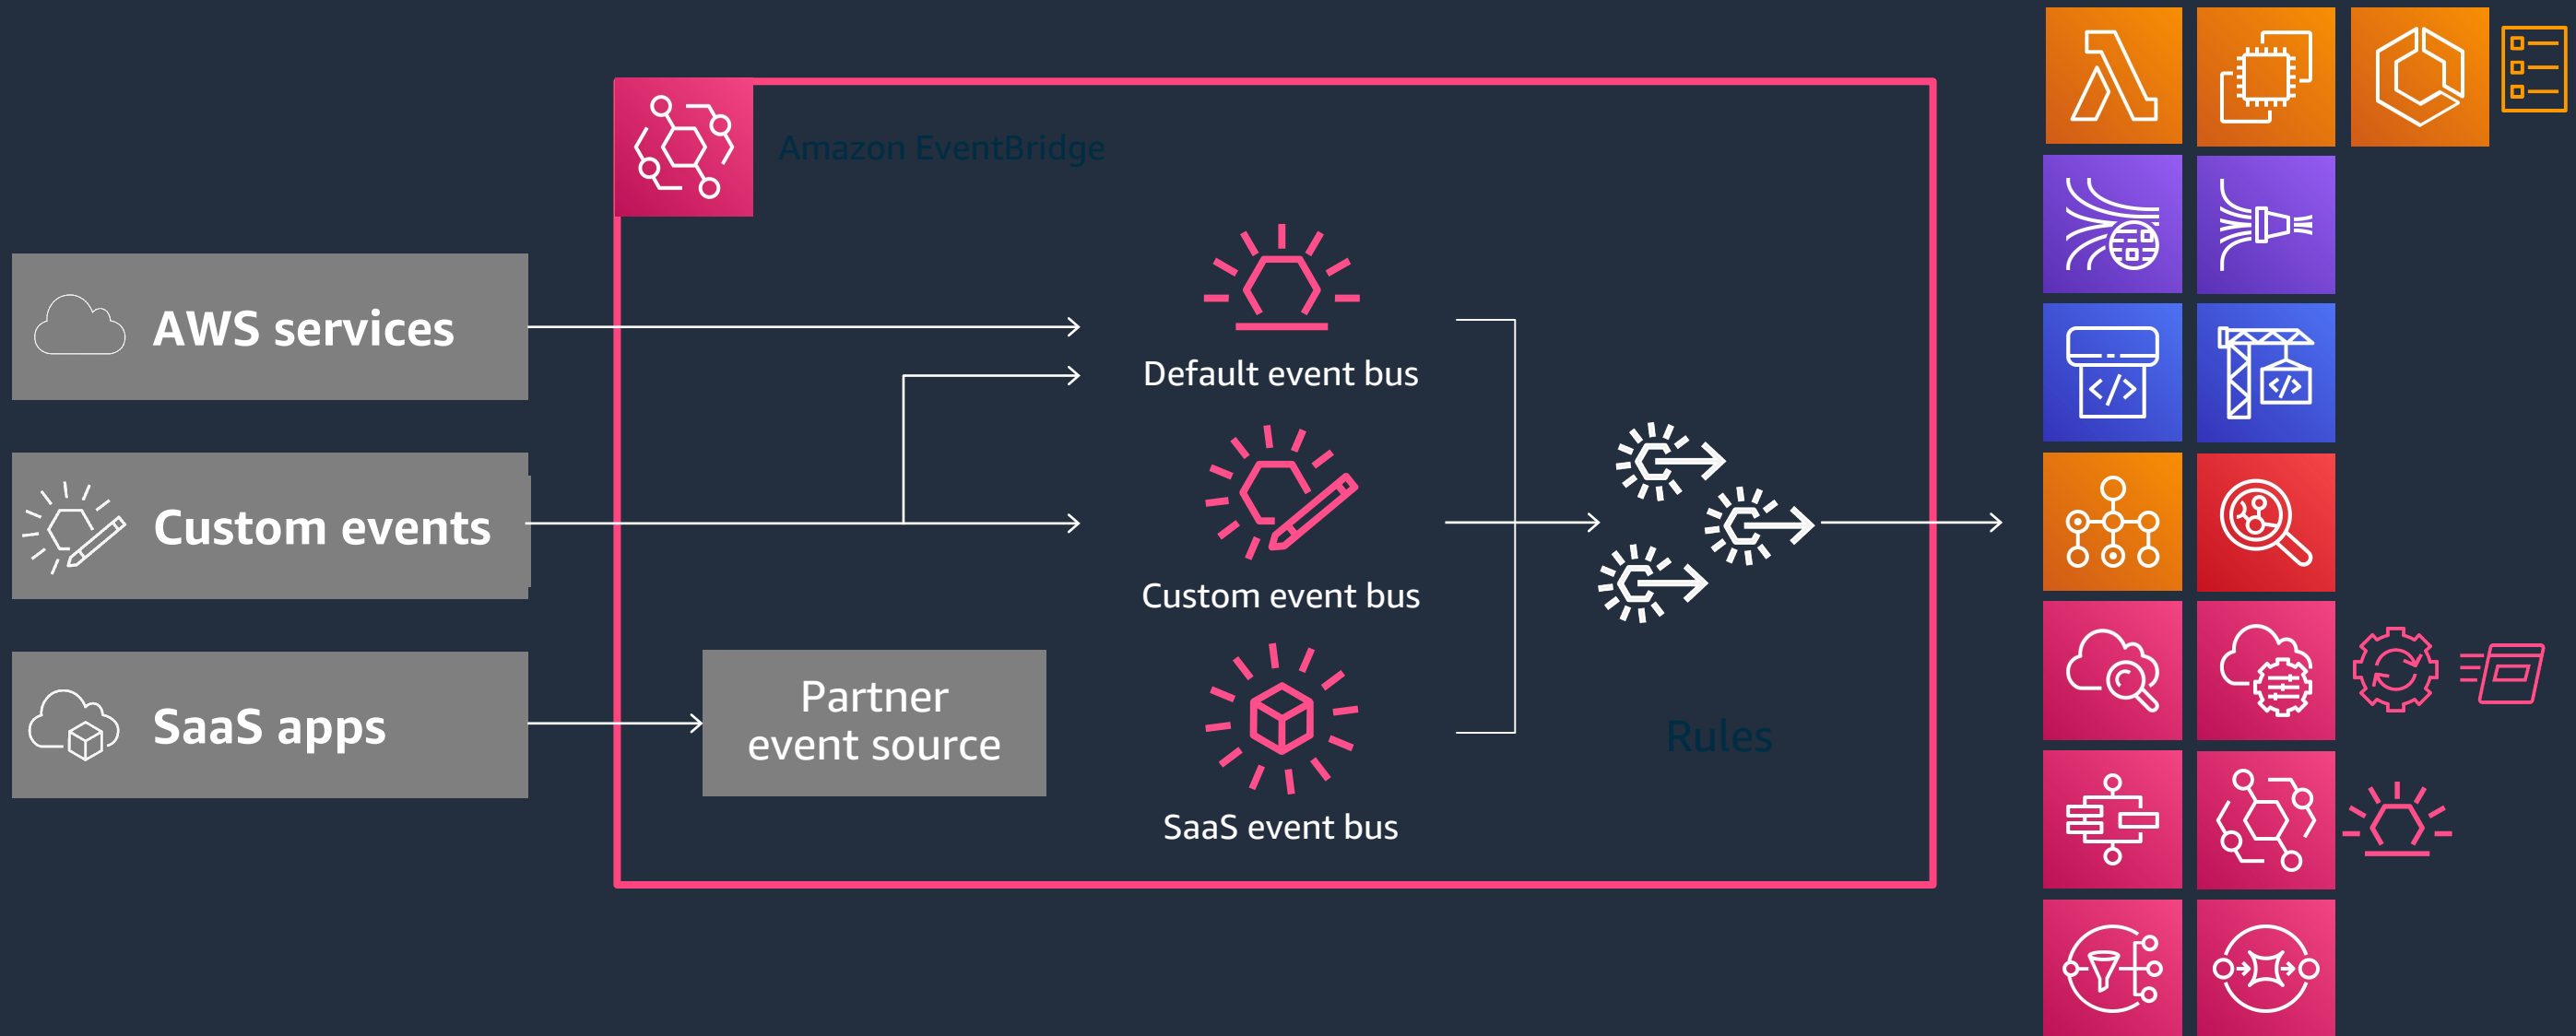 Amazon EventBridge
AWS services
Default event bus
Custom events
Custom event bus
SaaS apps
Partner
event source
SaaS event bus
Rules